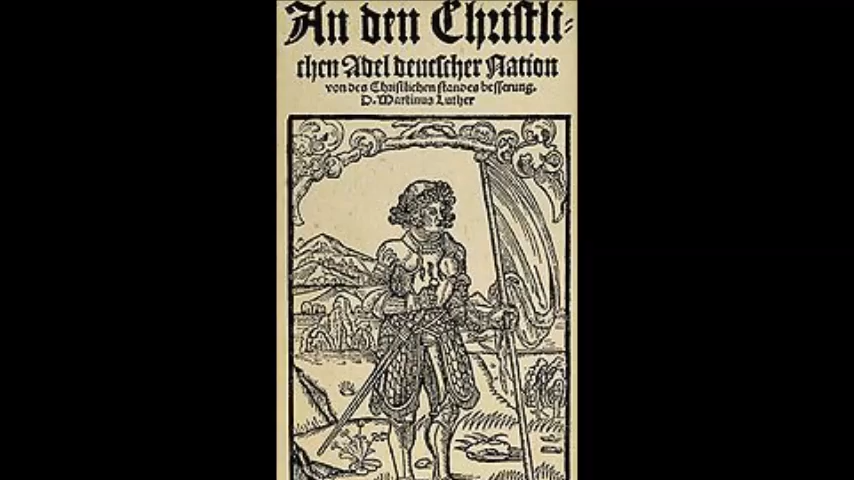 An den Christli-
chen Adel deutscher Nation
von des Christlichen standes besserung.
D. Martinus Luther